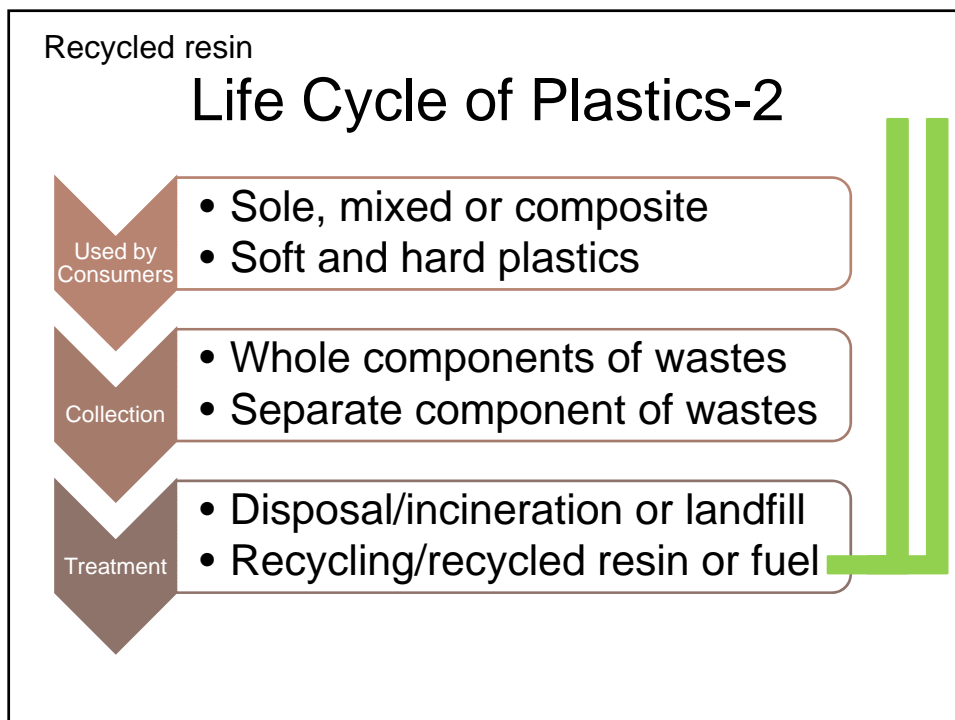 Recycled resin
Life Cycle of Plastics-2
Used by
Consumers
• Sole, mixed or composite
• Soft and hard plastics
Collection
• Whole components of wastes
• Separate component of wastes
Treatment
• Disposal/incineration or landfill
• Recycling/recycled resin or fuel